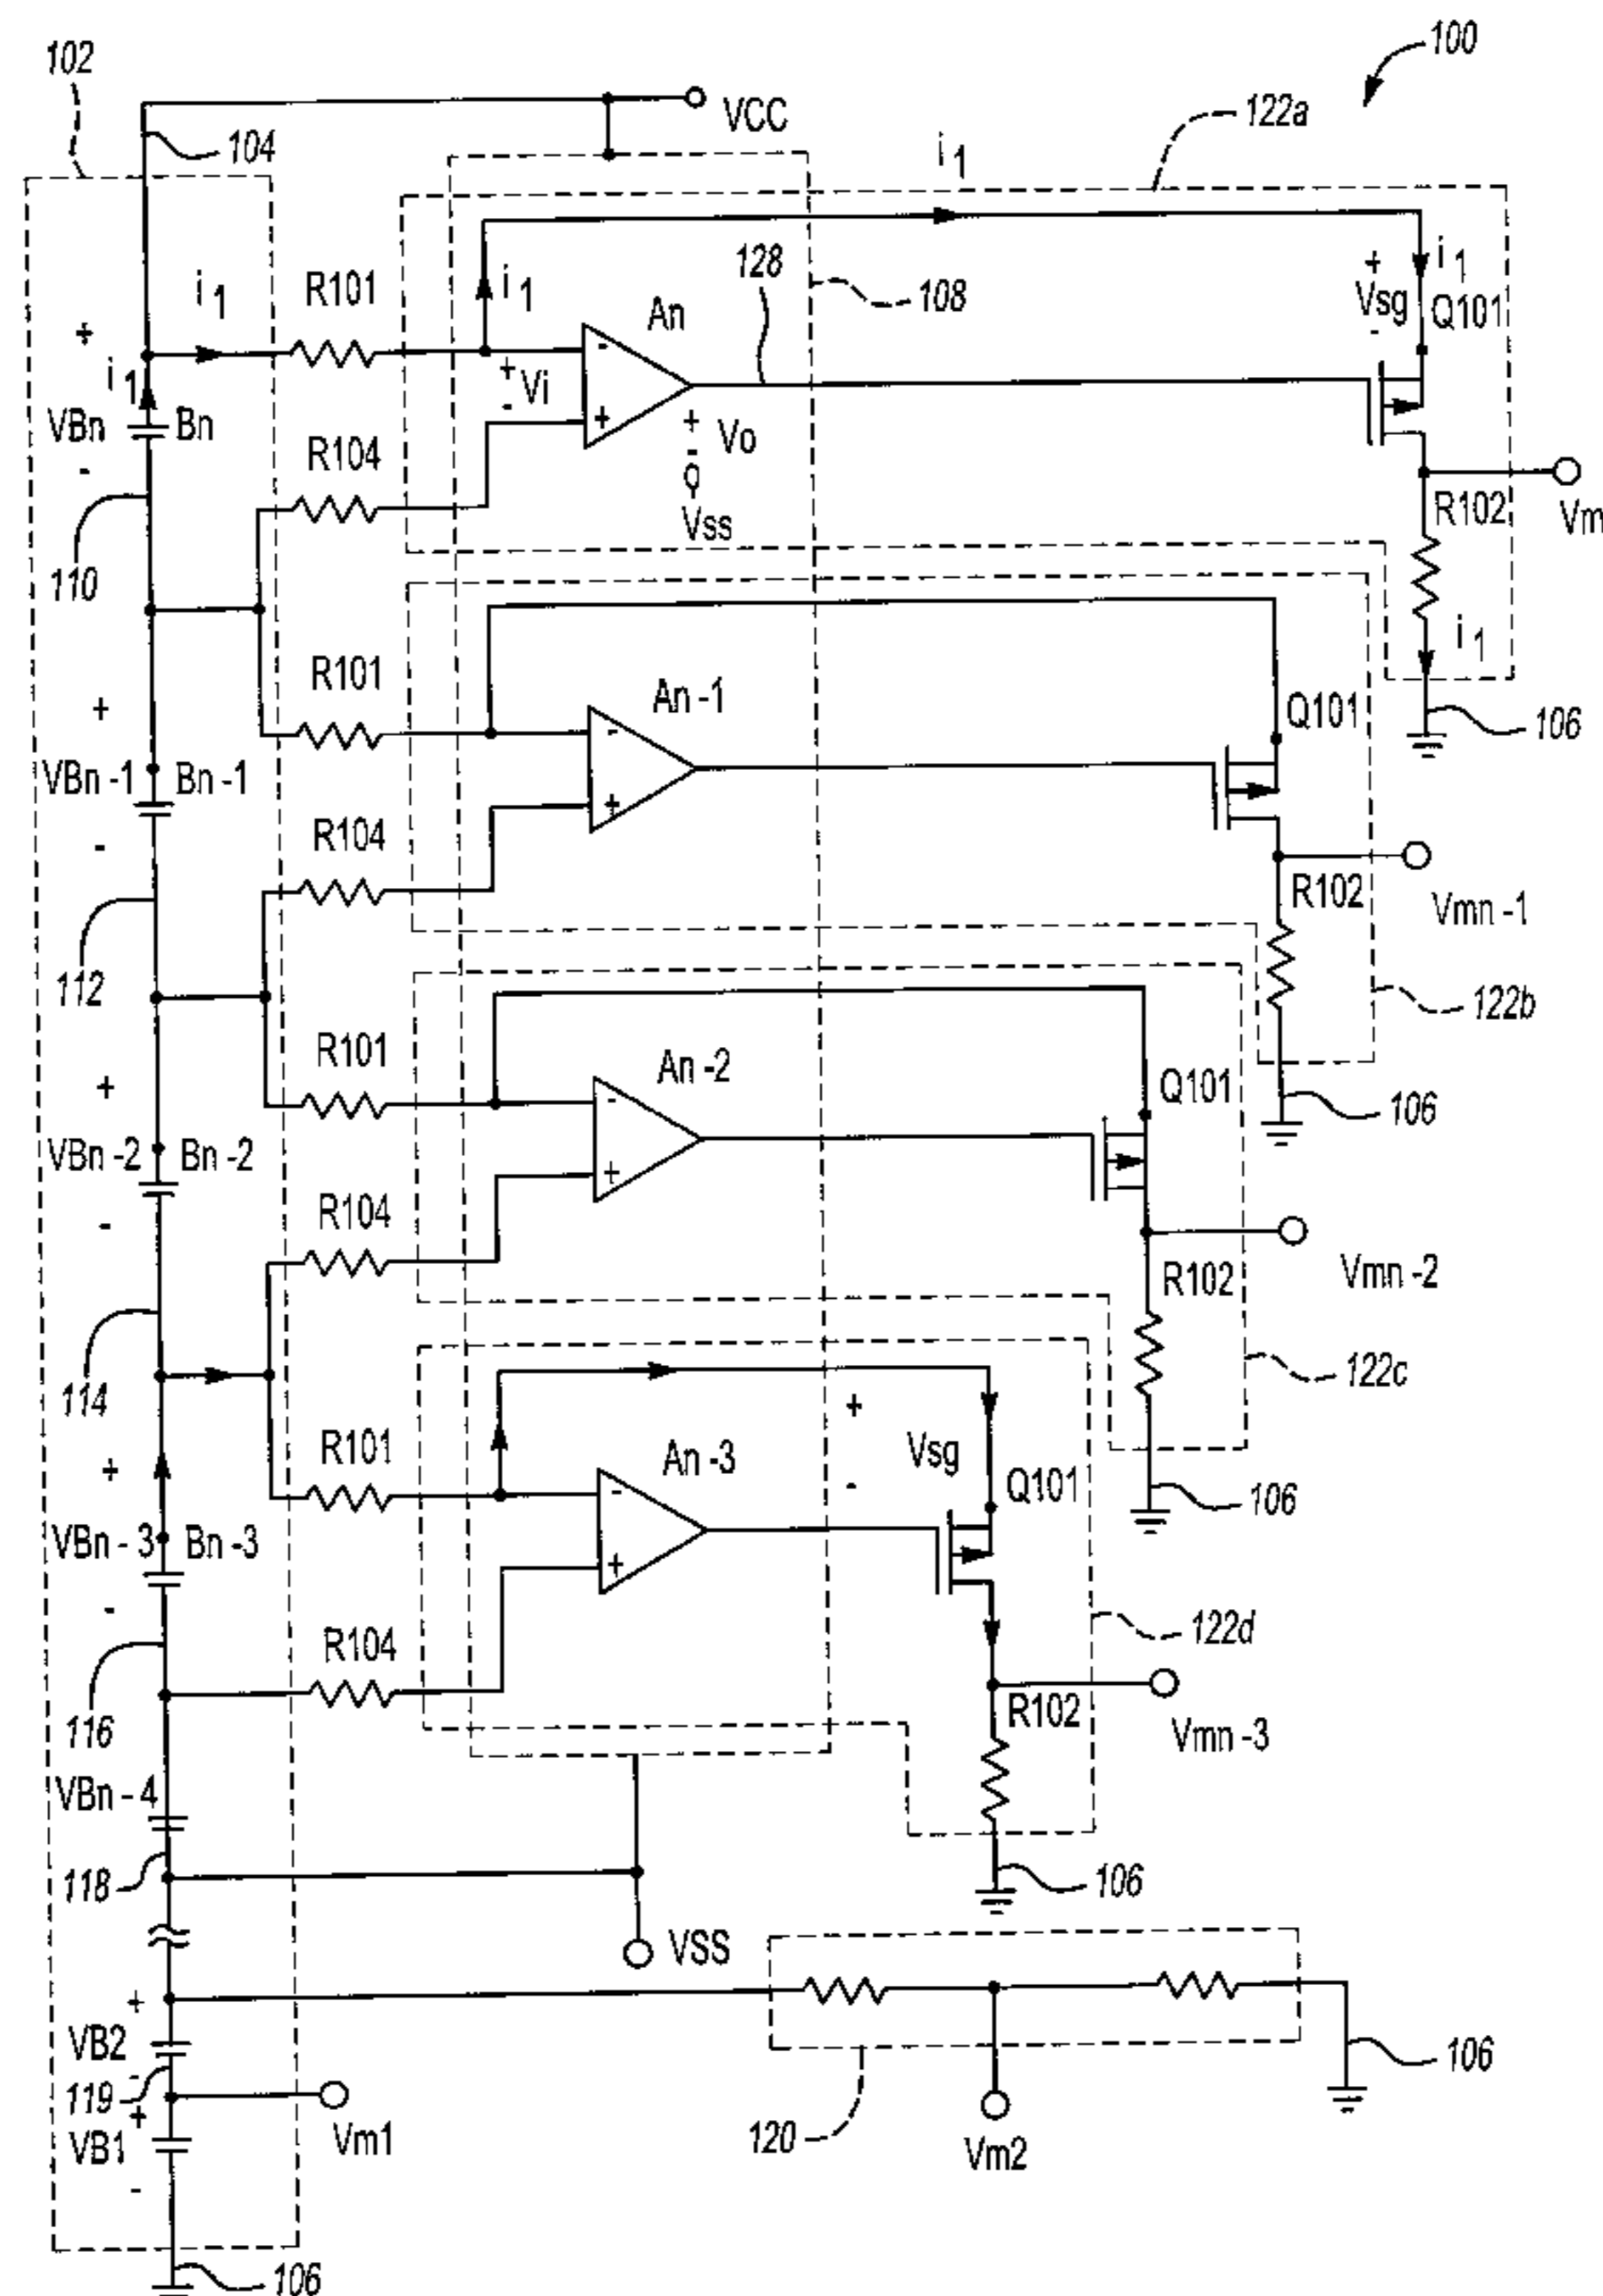 100
102
VCC
122a
104
i1
128
+
i1
R101
i1
An
108
Vsg
i1
Q101
-
+
i1
+
Vi
-
-
VBn
Bn
+
+
Vo
-
-
R104
Vss
R102
Vm
110
i1
R101
An -1
Q101
106
+
VBn-1
Bn -1
-
-
+
R104
R102
Vmn -1
112
122b
R101
An -2
Q101
106
+
-
VBn -2
Bn -2
+
-
R104
R102
Vmn -2
114
122c
+
R101
An -3
Vsg
-
Q101
106
+
-
VBn - 3
Bn -3
+
-
R104
122d
116
R102
Vmn -3
VBn - 4
118
106
VSS
+
VB2
106
-
119
+
Vm1
120
Vm2
VB1
-
106